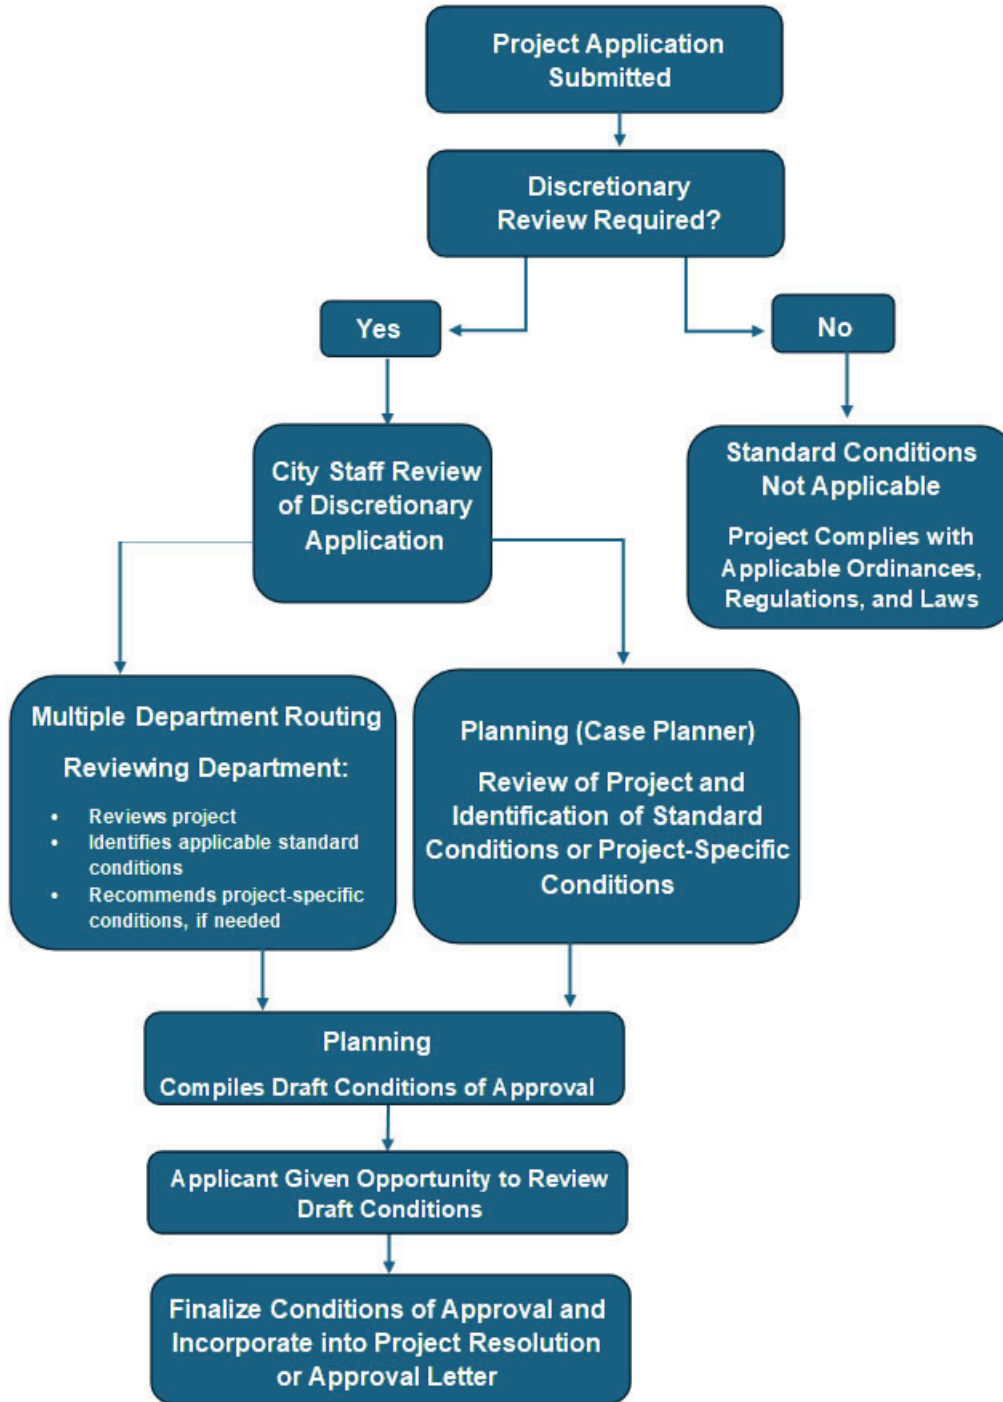 Project Application
Submitted
Discretionary
Review Required?
Yes
No
City Staff Review
of Discretionary
Application
Standard Conditions
Not Applicable
Project Complies with
Applicable Ordinances,
Regulations, and Laws
Multiple Department Routing
Reviewing Department:
• Reviews project
• Identifies applicable standard
conditions
• Recommends project-specific
conditions, if needed
Planning (Case Planner)
Review of Project and
Identification of Standard
Conditions or Project-Specific
Conditions
Planning
Compiles Draft Conditions of Approval
Applicant Given Opportunity to Review
Draft Conditions
Finalize Conditions of Approval and
Incorporate into Project Resolution
or Approval Letter